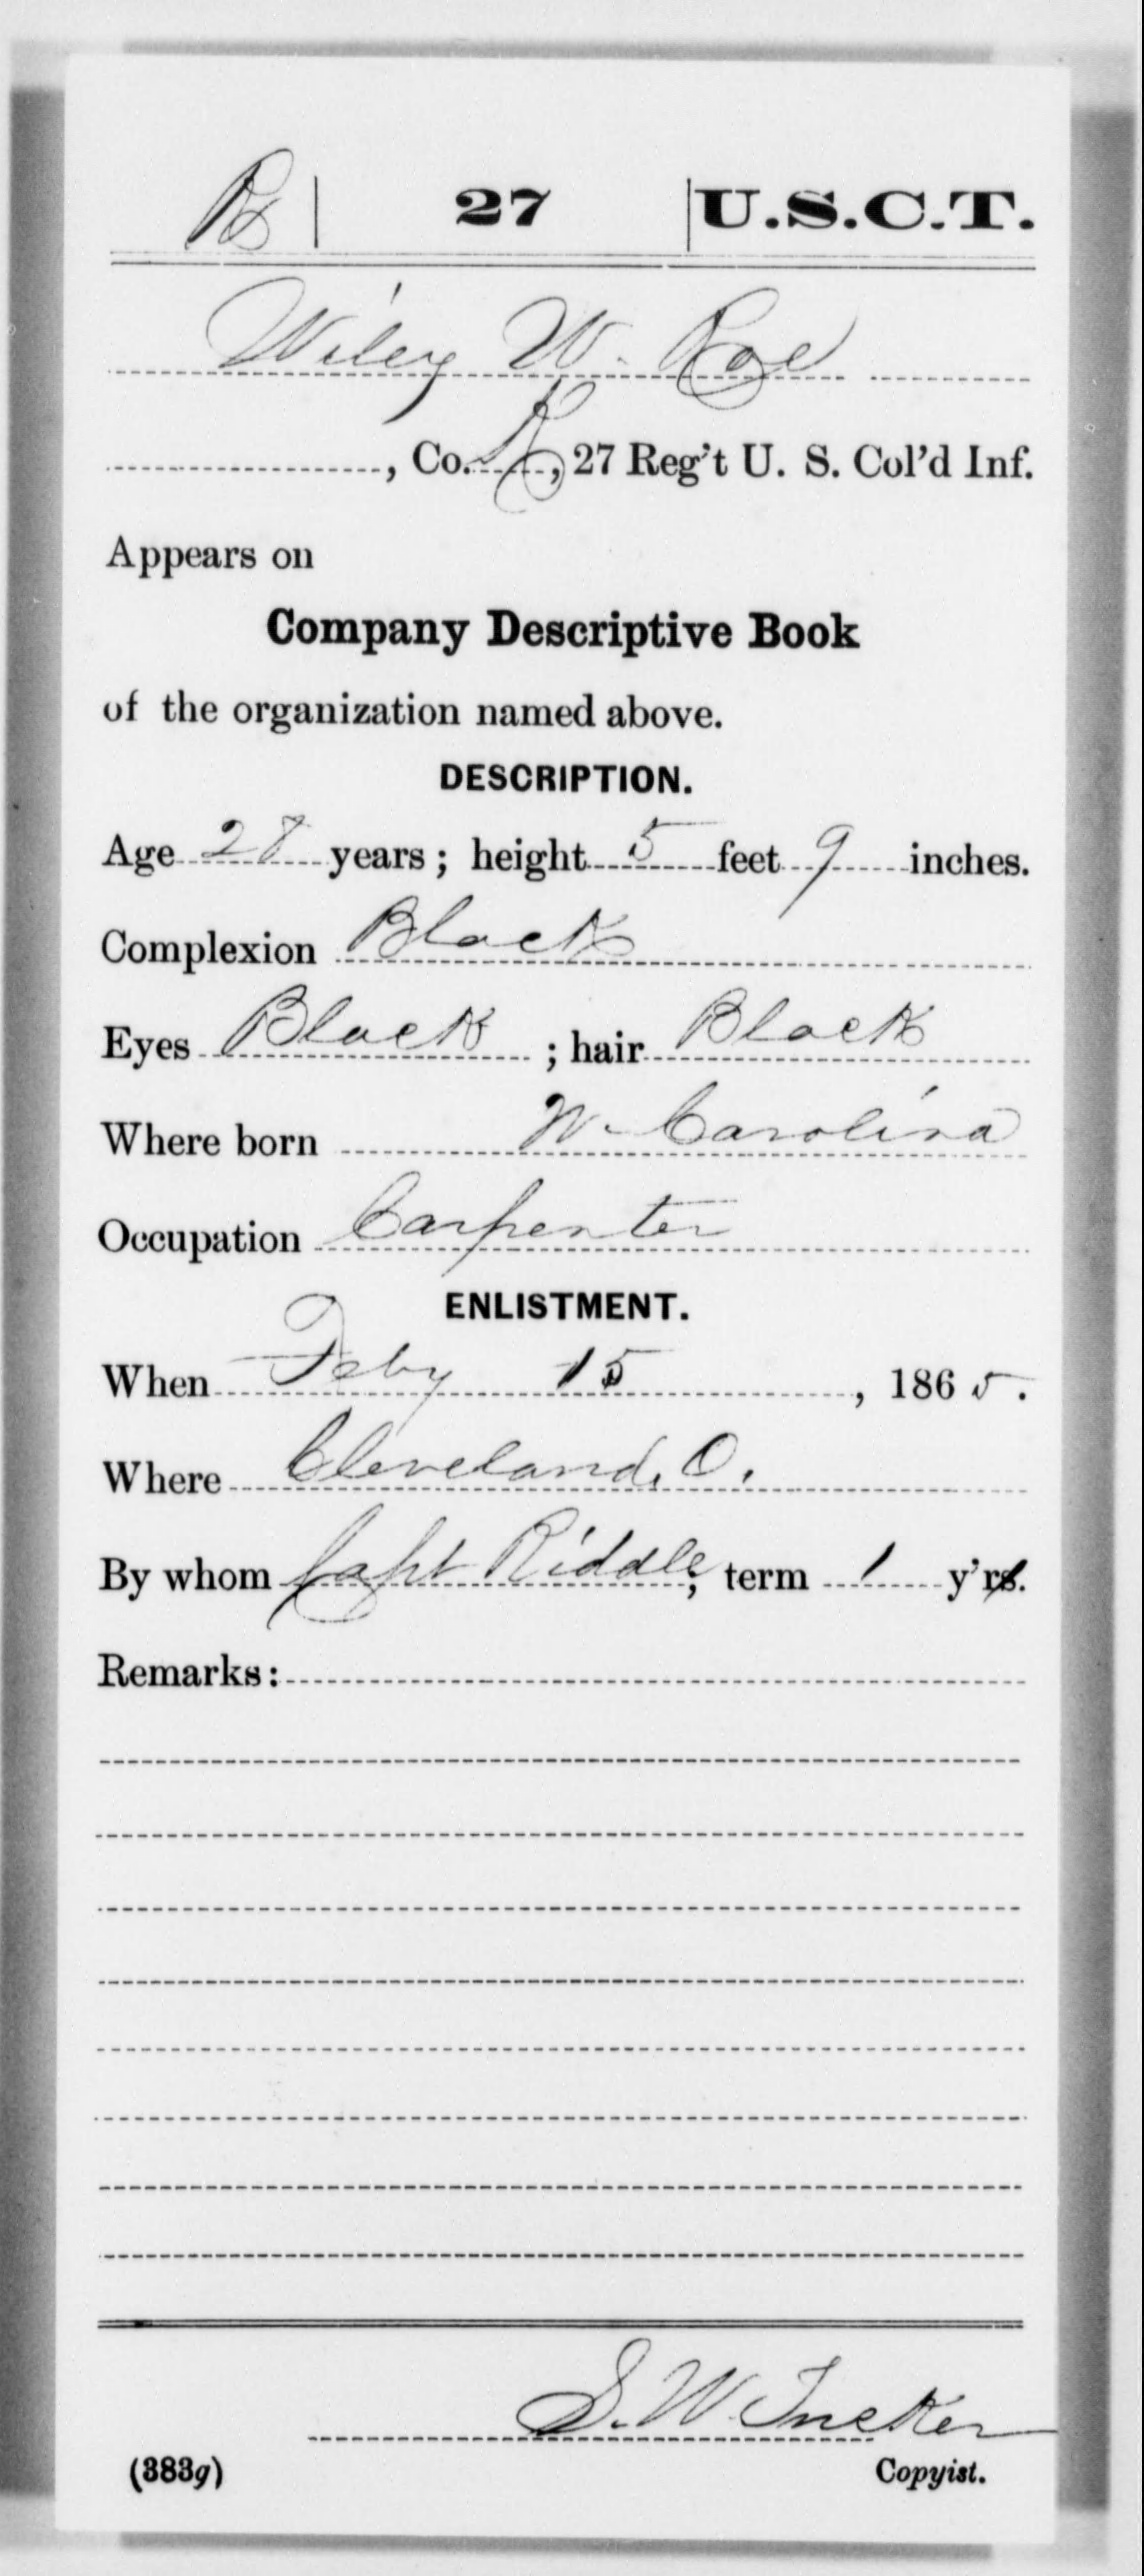 R | 27 | U.S.C.T.
Wiley W. Roe
, Co. K, 27 Reg't U. S. Col'd Inf.
Appears on
Company Descriptive Book
of the organization named above.
DESCRIPTION.
Age 28 years; height 5 feet 9 inches.
Complexion Black
Eyes Black; hair Black
Where born N. Carolina
Occupation Carpenter
ENLISTMENT.
When Feby 15, 1865.
Where Cleveland, O.
By whom Capt Riddle; term 1 y'rs.
Remarks:
S. W. Tucker
(383g) Copyist.